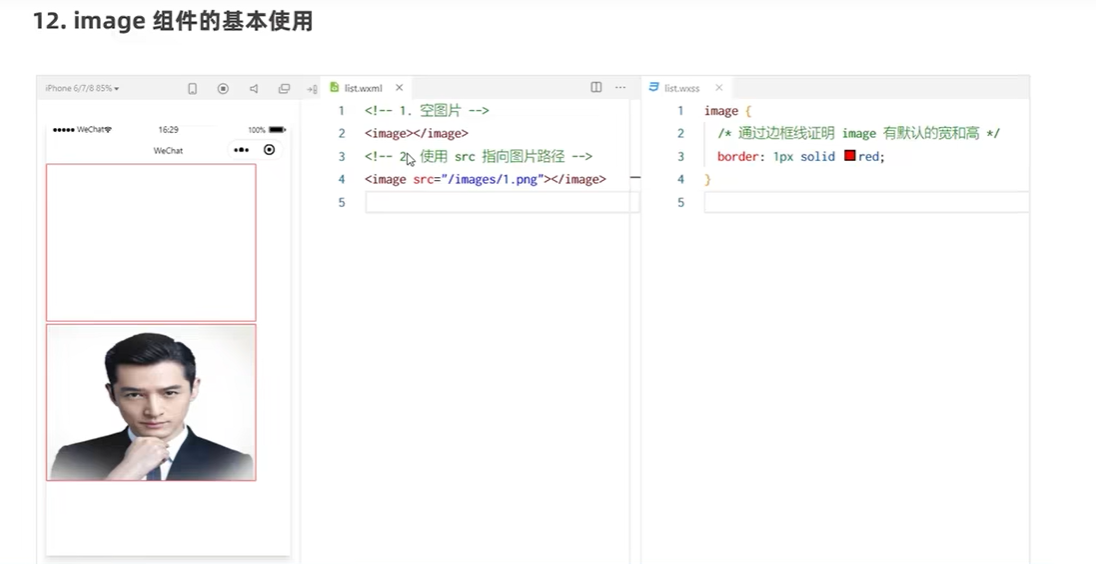 12. image 组件的基本使用
iPhone 6/7/8 85%
list.wxml
list.wxss
WeChat
16:29
100%
WeChat
1 <!-- 1. 空图片 -->
2 <image></image>
3 <!-- 2. 使用 src 指向图片路径 -->
4 <image src="/images/1.png"></image>
5
1 image {
2 /* 通过边框线证明 image 有默认的宽和高 */
3 border: 1px solid red;
4 }
5